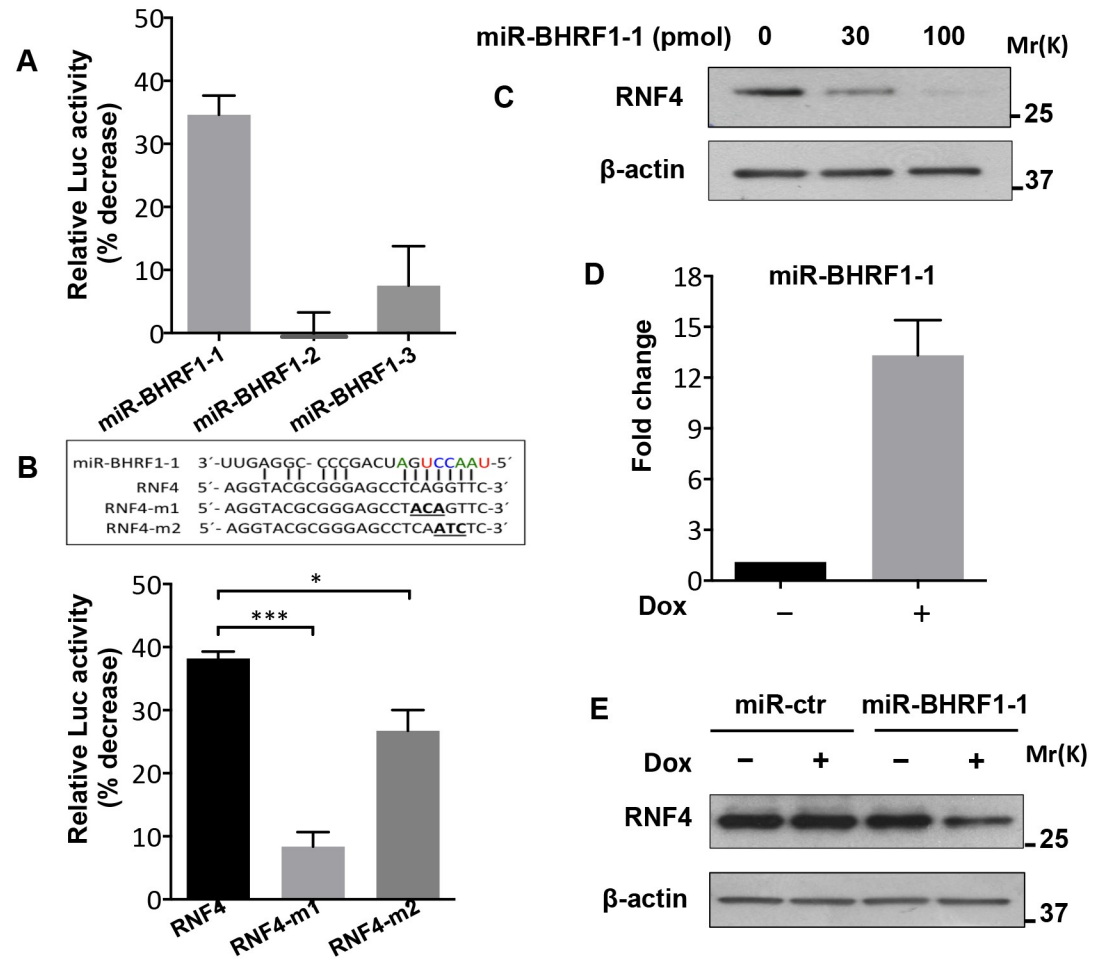 A
Relative Luc activity
(% decrease)
50
40
30
20
10
0
miR-BHRF1-1
miR-BHRF1-2
miR-BHRF1-3
B
miR-BHRF1-1 3´-UUGAGGC- CCCGACUAGUCCAAU-5´
RNF4 5´- AGGTACGCGGGAGCCTCAGGTTC-3´
RNF4-m1 5´- AGGTACGCGGGAGCCTACAGTTC-3´
RNF4-m2 5´- AGGTACGCGGGAGCCTCAATCTC-3´
Relative Luc activity
(% decrease)
50
40
30
20
10
0
*
***
RNF4
RNF4-m1
RNF4-m2
miR-BHRF1-1 (pmol) 0 30 100 Mr(K)
C
RNF4
25
β-actin
37
D
miR-BHRF1-1
Fold change
18
15
12
9
6
3
0
Dox – +
E
miR-ctr miR-BHRF1-1
Dox – + – + Mr(K)
RNF4
25
β-actin
37